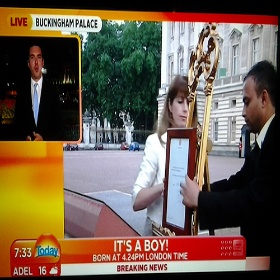 LIVE BUCKINGHAM PALACE
7:33 Today
IT'S A BOY!
BORN AT 4.24PM LONDON TIME
ADEL 16
BREAKING NEWS